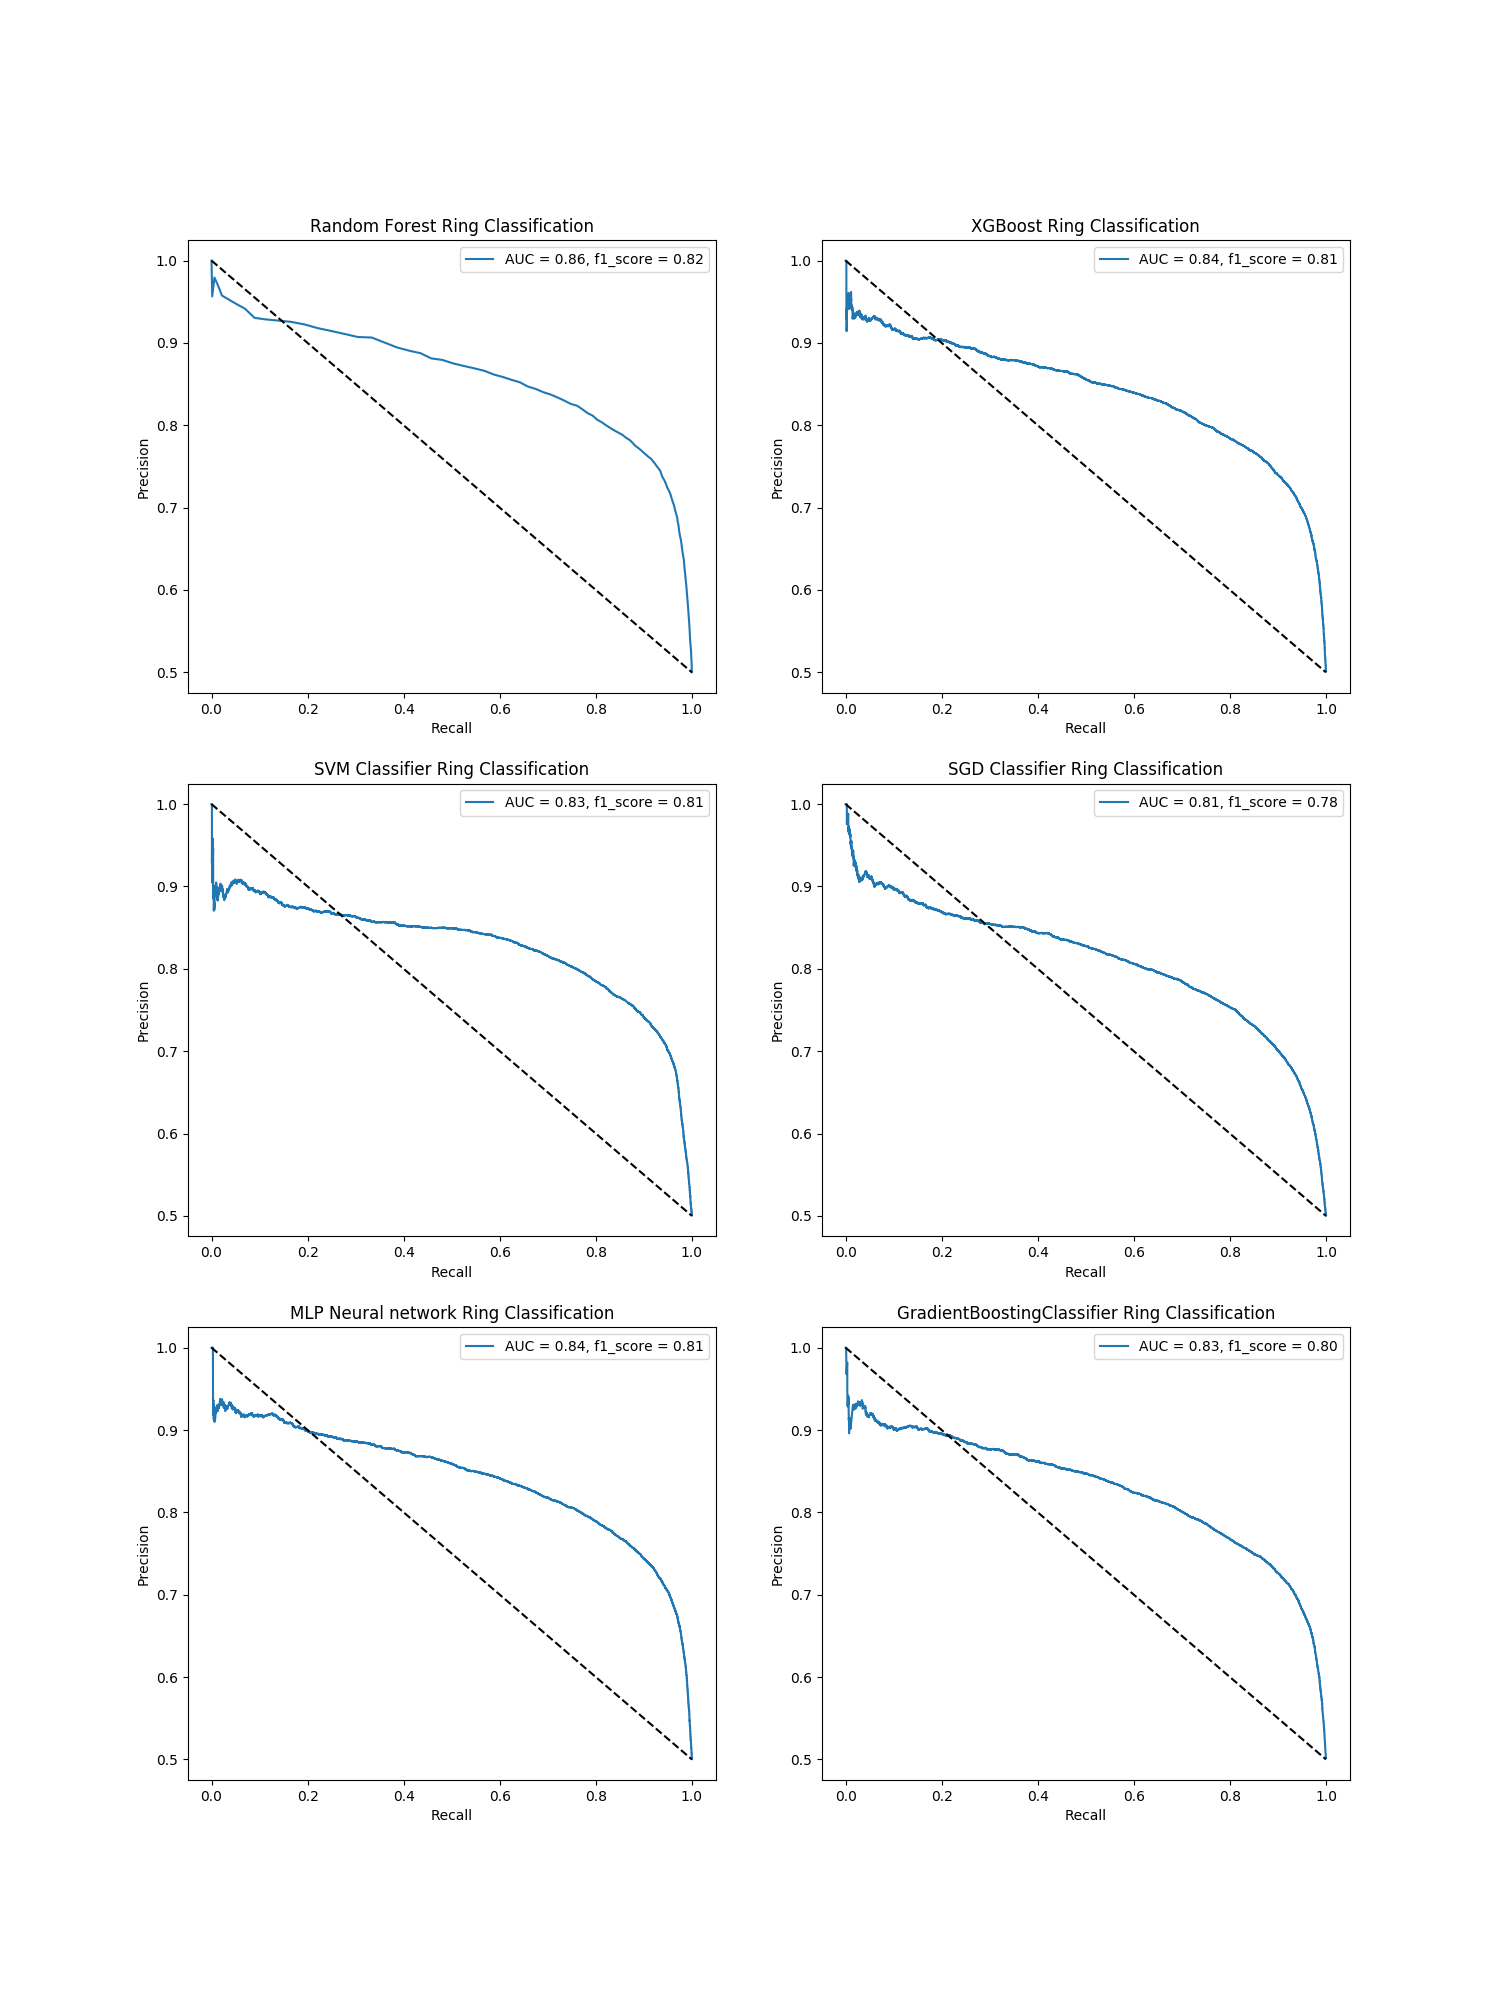 Random Forest Ring Classification
AUC = 0.86, f1_score = 0.82
1.0
0.9
0.8
0.7
0.6
0.5
Precision
0.0 0.2 0.4 0.6 0.8 1.0
Recall
XGBoost Ring Classification
AUC = 0.84, f1_score = 0.81
1.0
0.9
0.8
0.7
0.6
0.5
Precision
0.0 0.2 0.4 0.6 0.8 1.0
Recall
SVM Classifier Ring Classification
AUC = 0.83, f1_score = 0.81
1.0
0.9
0.8
0.7
0.6
0.5
Precision
0.0 0.2 0.4 0.6 0.8 1.0
Recall
SGD Classifier Ring Classification
AUC = 0.81, f1_score = 0.78
1.0
0.9
0.8
0.7
0.6
0.5
Precision
0.0 0.2 0.4 0.6 0.8 1.0
Recall
MLP Neural network Ring Classification
AUC = 0.84, f1_score = 0.81
1.0
0.9
0.8
0.7
0.6
0.5
Precision
0.0 0.2 0.4 0.6 0.8 1.0
Recall
GradientBoostingClassifier Ring Classification
AUC = 0.83, f1_score = 0.80
1.0
0.9
0.8
0.7
0.6
0.5
Precision
0.0 0.2 0.4 0.6 0.8 1.0
Recall